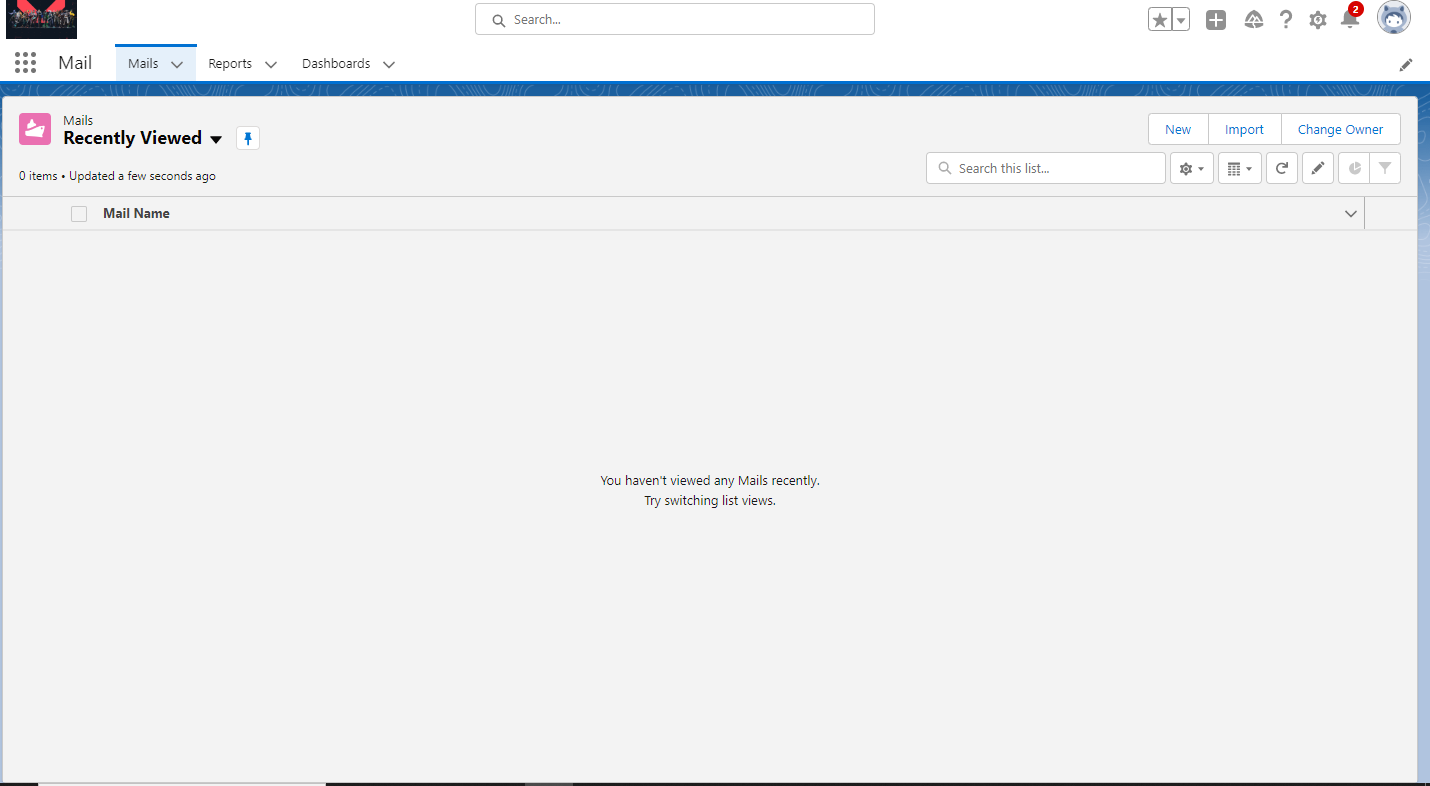 Search...
2
Mail
Mails
Reports
Dashboards
Mails
Recently Viewed
New
Import
Change Owner
0 items • Updated a few seconds ago
Search this list...
Mail Name
You haven't viewed any Mails recently.
Try switching list views.